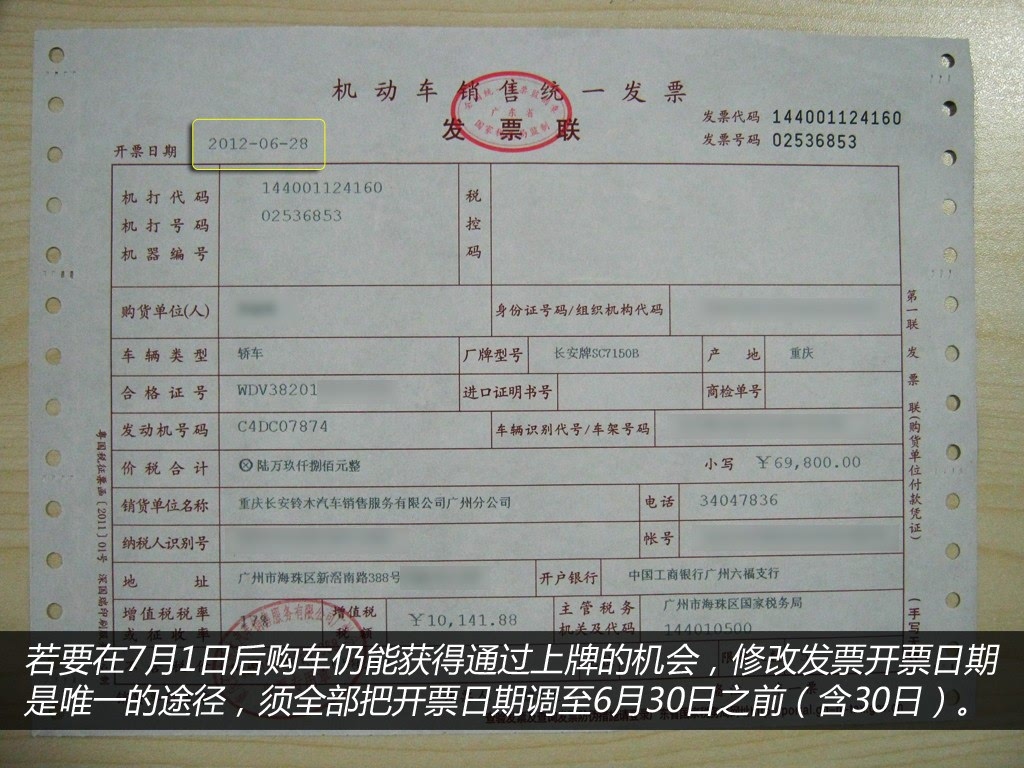 机动车销售统一发票
发票联
发票代码 144001124160
发票号码 02536853
开票日期 2012-06-28
机打代码 144001124160
机打号码 02536853
机器编号
税控码
购货单位(人) 身份证号码/组织机构代码
车辆类型 轿车 厂牌型号 长安牌SC7150B 产地 重庆
合格证号 WDV38201 进口证明书号 商检单号
发动机号码 C4DC07874 车辆识别代号/车架号码
价税合计 ⊗陆万玖仟捌佰元整 小写 ￥69,800.00
销货单位名称 重庆长安铃木汽车销售服务有限公司广州分公司 电话 34047836
纳税人识别号 帐号
地址 广州市海珠区新滘南路388号 开户银行 中国工商银行广州六福支行
增值税税率或征收率 17% 增值税税额 ￥10,141.88 主管税务机关及代码 广州市海珠区国家税务局
144010500
第一联 发票联(购货单位付款凭证)
(手写
若要在7月1日后购车仍能获得通过上牌的机会，修改发票开票日期
是唯一的途径，须全部把开票日期调至6月30日之前（含30日）。